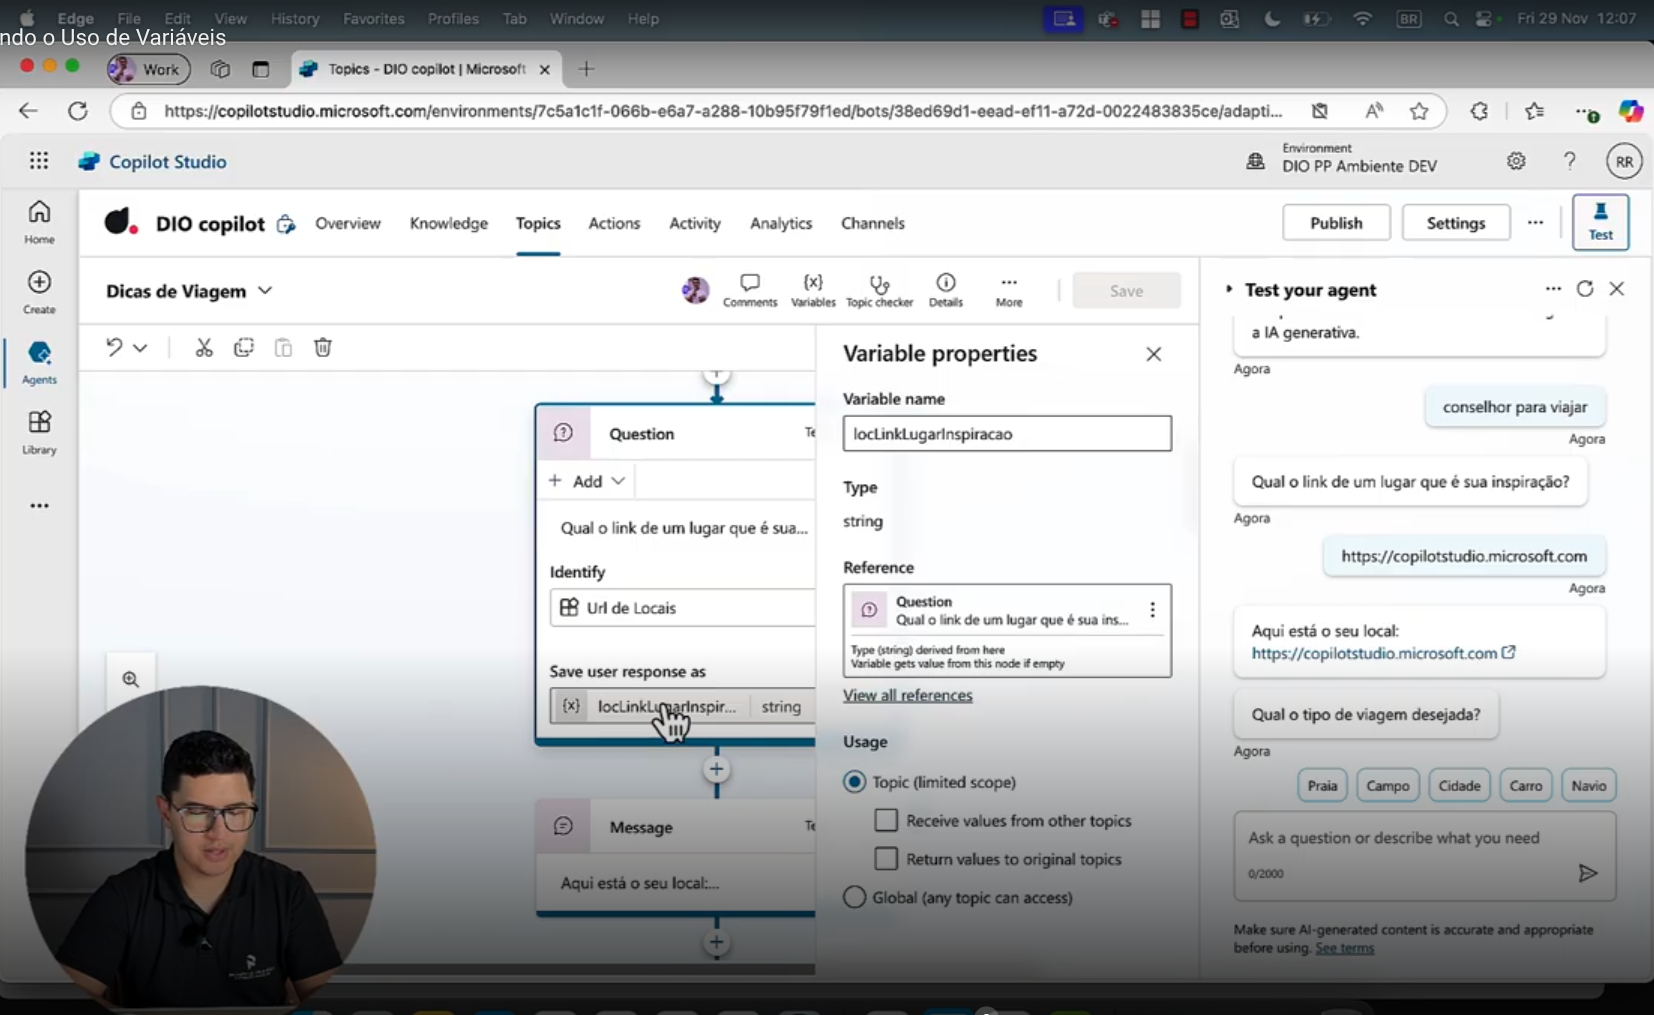 Edge File Edit View History Favorites Profiles Tab Window Help
BR Fri 29 Nov 12:07
ndo o Uso de Variáveis
Work
Topics - DIO copilot | Microsoft
https://copilotstudio.microsoft.com/environments/7c5a1c1f-066b-e6a7-a288-10b95f79f1ed/bots/38ed69d1-eead-ef11-a72d-0022483835ce/adapti...
Copilot Studio
Environment
DIO PP Ambiente DEV
RR
Home
Create
Agents
Library
DIO copilot
Overview Knowledge Topics Actions Activity Analytics Channels
Publish Settings
Test
Dicas de Viagem
Comments
{x}
Variables
Topic checker
Details
More
Save
Question
Te
Add
Qual o link de um lugar que é sua...
Identify
Url de Locais
Save user response as
{x} locLinkLugarInspir... string
Message
Te
Aqui está o seu local:...
Variable properties
Variable name
locLinkLugarInspiracao
Type
string
Reference
Question
Qual o link de um lugar que é sua ins...
Type (string) derived from here
Variable gets value from this node if empty
View all references
Usage
Topic (limited scope)
Receive values from other topics
Return values to original topics
Global (any topic can access)
Test your agent
a IA generativa.
Agora
conselhor para viajar
Agora
Qual o link de um lugar que é sua inspiração?
Agora
https://copilotstudio.microsoft.com
Agora
Aqui está o seu local:
https://copilotstudio.microsoft.com
Qual o tipo de viagem desejada?
Agora
Praia Campo Cidade Carro Navio
Ask a question or describe what you need
0/2000
Make sure AI-generated content is accurate and appropriate
before using. See terms